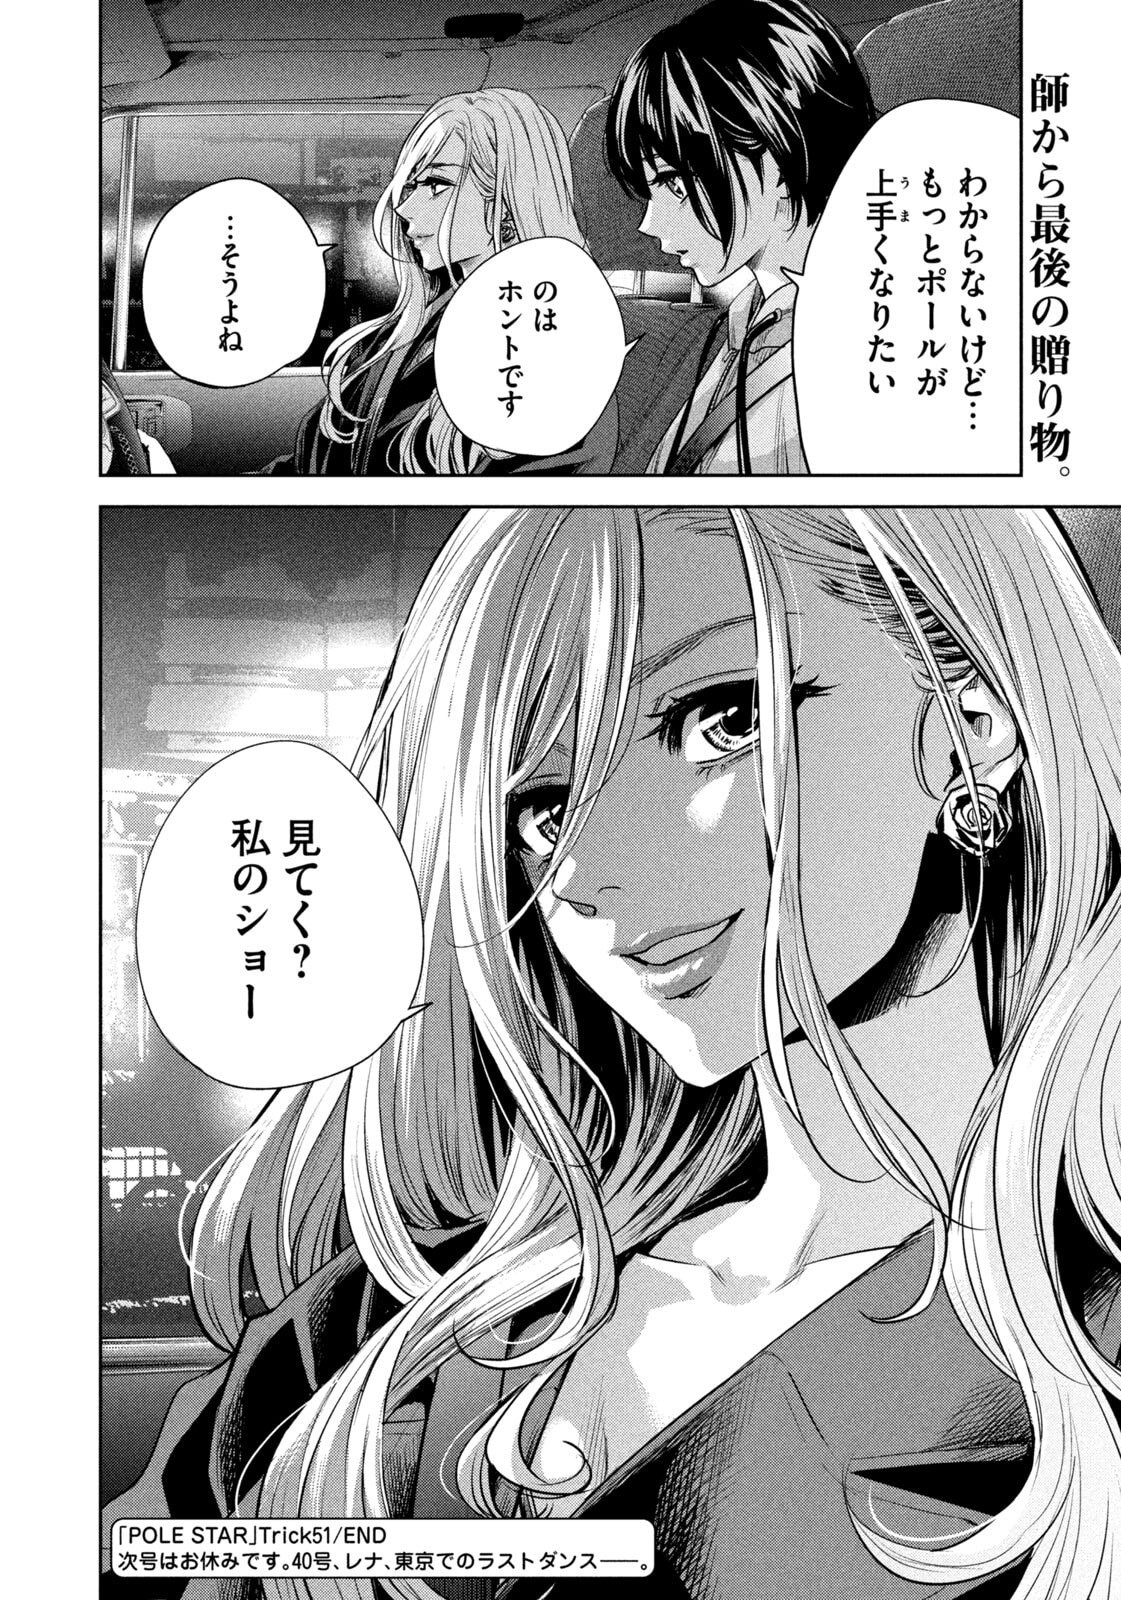 師から最後の贈り物。
わからないけど…
もっとポールが
上手くなりたい
うま
のは
ホントです
…そうよね
見てく?
私のショー
「POLE STAR」Trick51/END
次号はお休みです。40号、レナ、東京でのラストダンス──。